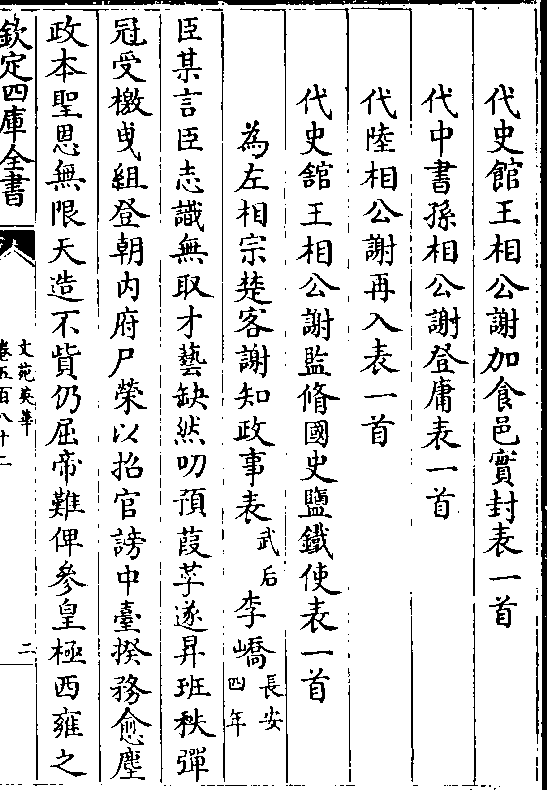 代史館王相公謝加食邑實封表一首
代中書孫相公謝登庸表一首
代陸相公謝再入表一首
代史舘王相公謝監脩國史鹽鐵使表一首
為左相宗楚客謝知政事表 武后 李嶠 長安四年
臣某言臣志識無取才藝缺然叨預葭莩遂昇班秩彈
冠受檄曵組登朝内府尸榮以招官謗中臺揆務愈塵
政本聖恩無限天造不貲仍屈帝難俾參皇極西雍之
欽定四庫全書
文苑英華
卷五百八十二
二